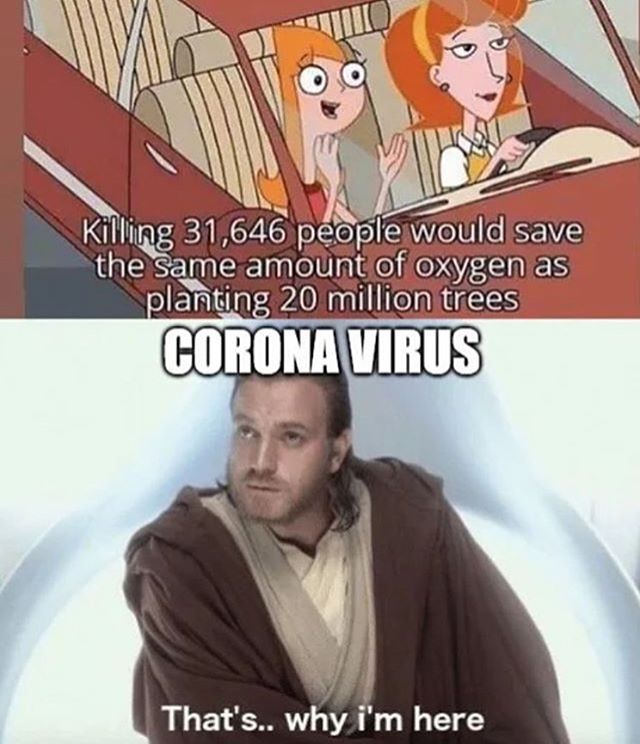 Killing 31,646 people would save
the same amount of oxygen as
planting 20 million trees
CORONA VIRUS
That's.. why i'm here